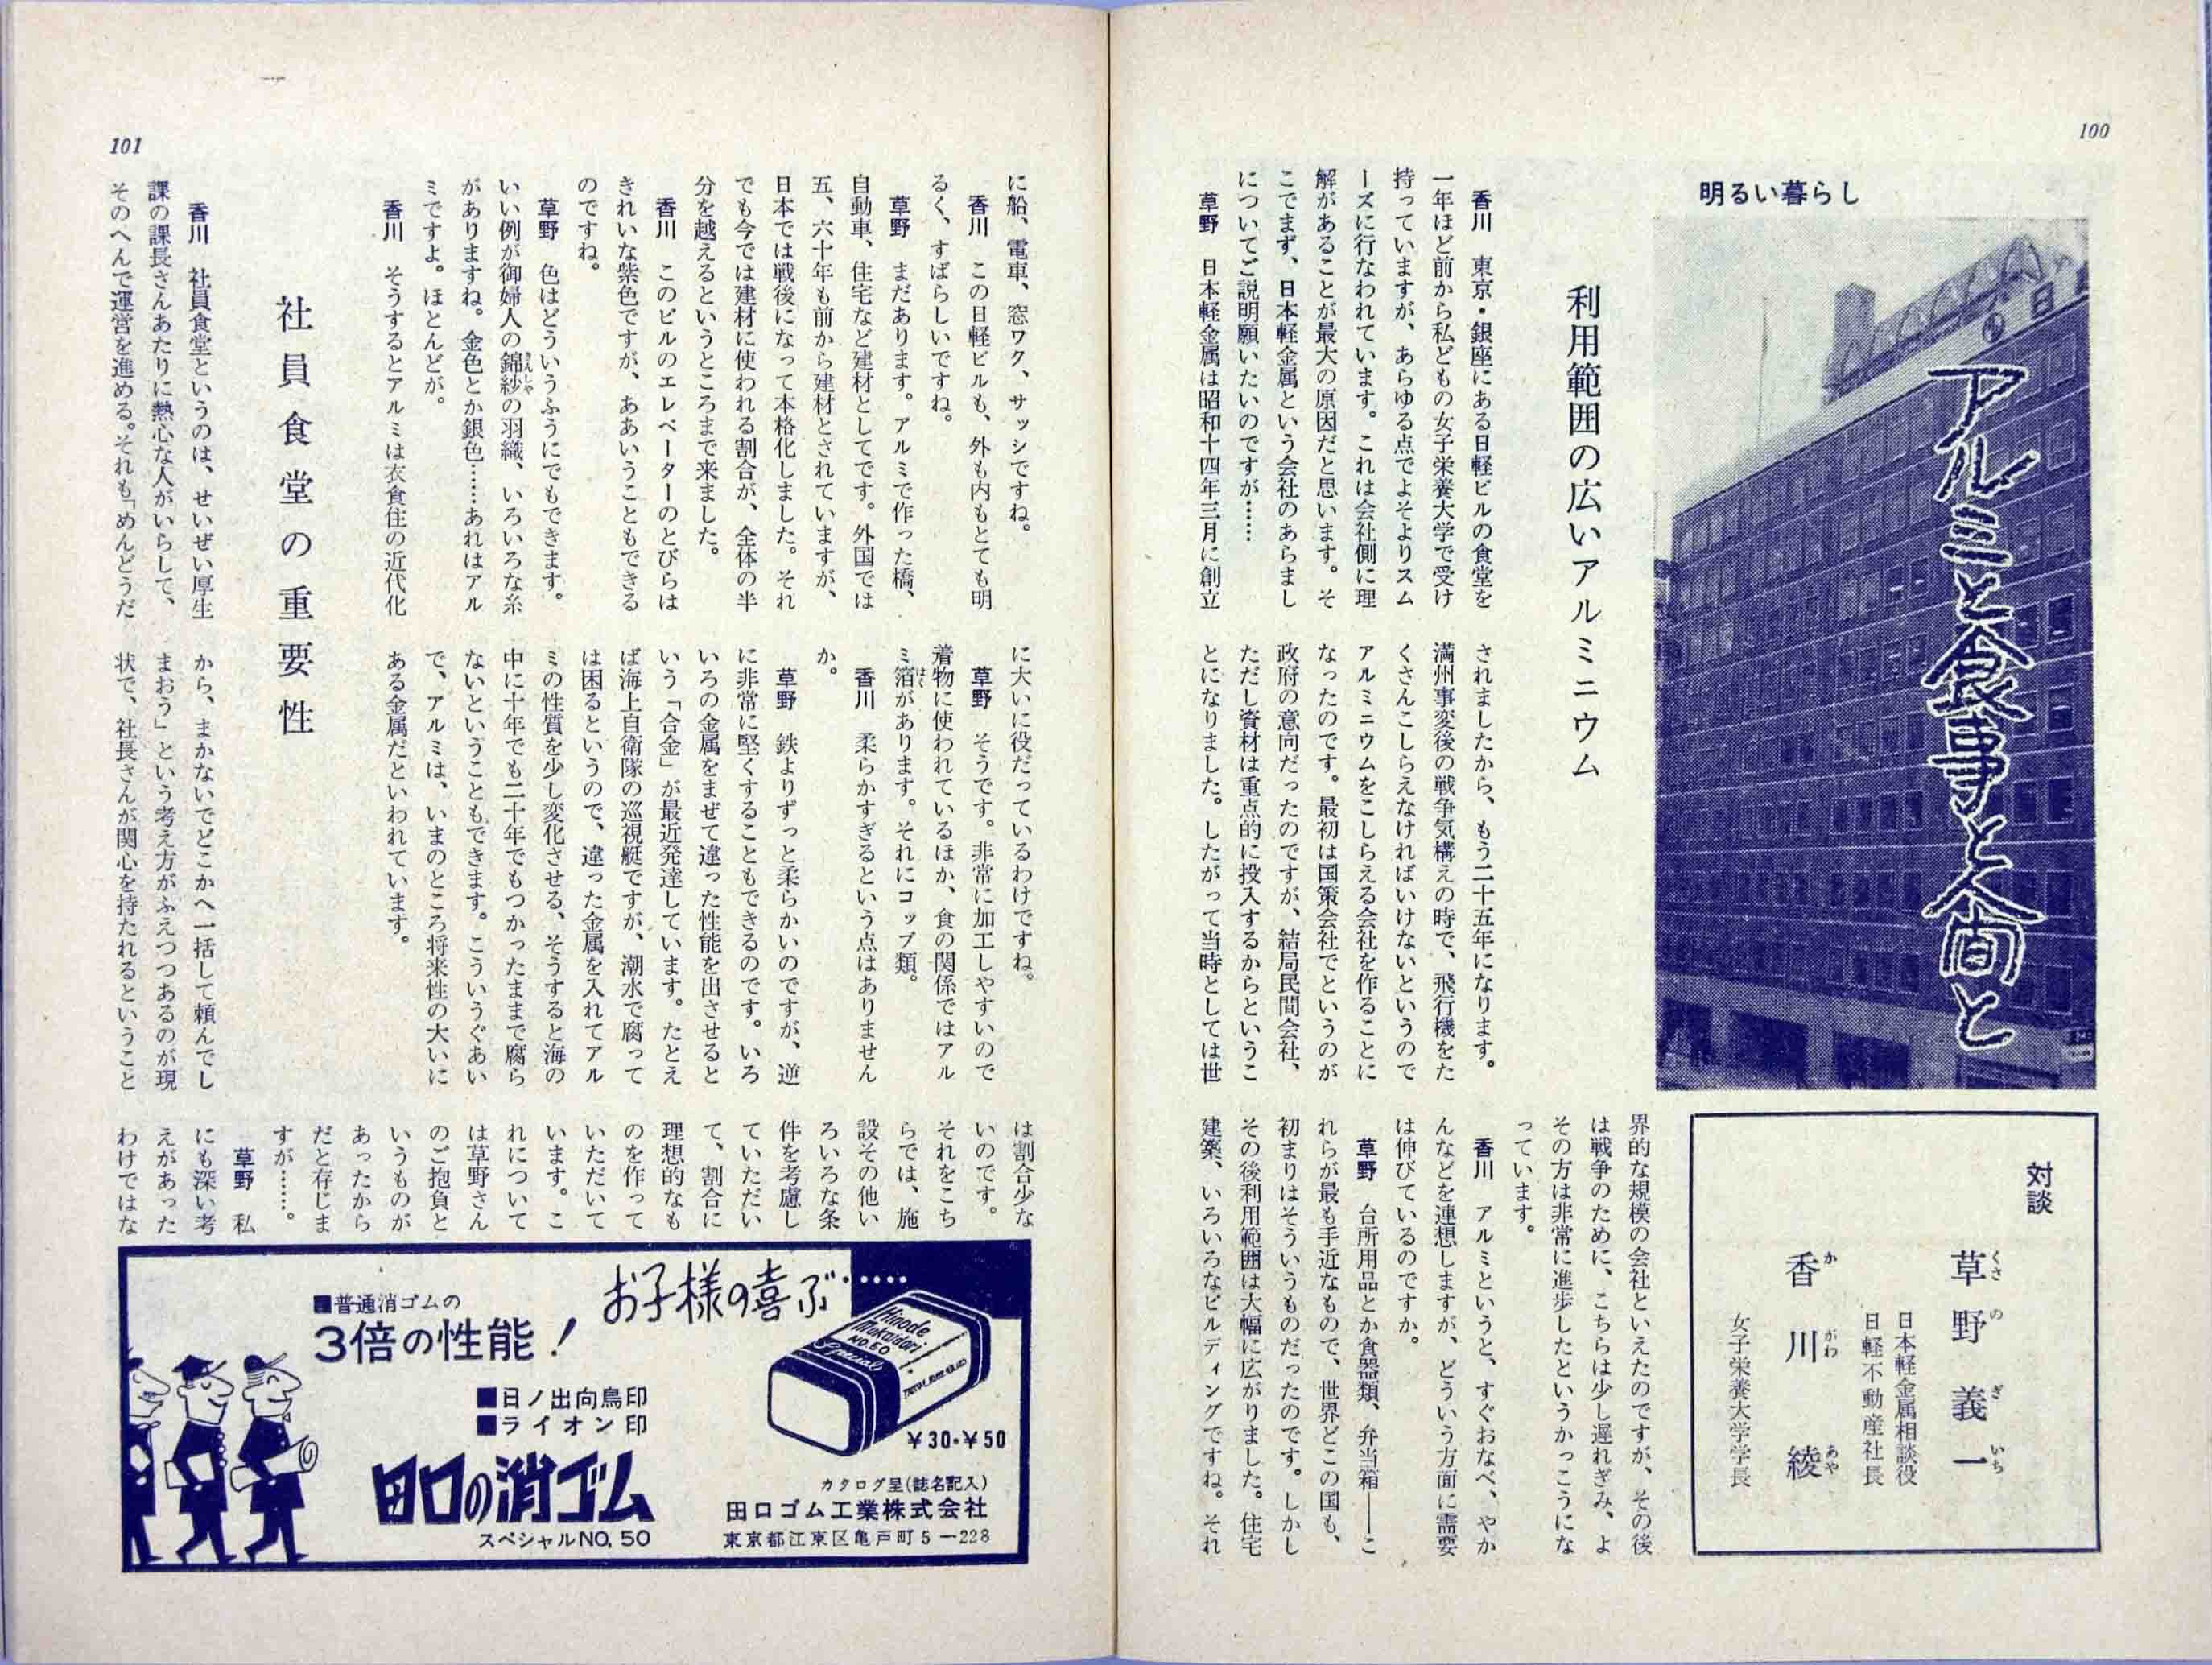 100
明るい暮らし
アルミと食事と人間と
対談
草野義一
くさのぎいち
日本軽金属相談役
日軽不動産社長
香川綾
かがわあや
女子栄養大学学長
利用範囲の広いアルミニウム
香川　東京・銀座にある日軽ビルの食堂を
一年ほど前から私どもの女子栄養大学で受け
持っていますが、あらゆる点でよそよりスム
ーズに行なわれています。これは会社側に理
解があることが最大の原因だと思います。そ
こでまず、日本軽金属という会社のあらまし
についてご説明願いたいのですが……
草野　日本軽金属は昭和十四年三月に創立
されましたから、もう二十五年になります。
満州事変後の戦争気構えの時で、飛行機をた
くさんこしらえなければいけないというので
アルミニウムをこしらえる会社を作ることに
なったのです。最初は国策会社でというのが
政府の意向だったのですが、結局民間会社、
ただし資材は重点的に投入するからというこ
とになりました。したがって当時としては世
界的な規模の会社といえたのですが、その後
は戦争のために、こちらは少し遅れぎみ、よ
その方は非常に進歩したというかっこうにな
っています。
香川　アルミというと、すぐおなべ、やか
んなどを連想しますが、どういう方面に需要
は伸びているのですか。
草野　台所用品とか食器類、弁当箱――こ
れらが最も手近なもので、世界どこの国も、
初まりはそういうものだったのです。しかし
その後利用範囲は大幅に広がりました。住宅
建築、いろいろなビルディングですね。それ
101
に船、電車、窓ワク、サッシですね。
香川　この日軽ビルも、外も内もとても明
るく、すばらしいですね。
草野　まだあります。アルミで作った橋、
自動車、住宅など建材としてです。外国では
五、六十年も前から建材とされていますが、
日本では戦後になって本格化しました。それ
でも今では建材に使われる割合が、全体の半
分を越えるというところまで来ました。
香川　このビルのエレベーターのとびらは
きれいな紫色ですが、ああいうこともできる
のですね。
草野　色はどういうふうにでもできます。
いい例が御婦人の錦紗の羽織、いろいろな糸
きんしゃ
がありますね。金色とか銀色……あれはアル
ミですよ。ほとんどが。
香川　そうするとアルミは衣食住の近代化
に大いに役だっているわけですね。
草野　そうです。非常に加工しやすいので
着物に使われているほか、食の関係ではアル
ミ箔があります。それにコップ類。
はく
香川　柔らかすぎるという点はありません
か。
草野　鉄よりずっと柔らかいのですが、逆
に非常に堅くすることもできるのです。いろ
いろの金属をまぜて違った性能を出させると
いう「合金」が最近発達しています。たとえ
ば海上自衛隊の巡視艇ですが、潮水で腐って
は困るというので、違った金属を入れてアル
ミの性質を少し変化させる、そうすると海の
中に十年でも二十年でもつかったままで腐ら
ないということもできます。こういうぐあい
で、アルミは、いまのところ将来性の大いに
ある金属だといわれています。
社員食堂の重要性
香川　社員食堂というのは、せいぜい厚生
課の課長さんあたりに熱心な人がいらして、
そのへんで運営を進める。それも「めんどうだ
から、まかないでどこかへ一括して頼んでし
まおう」という考え方がふえつつあるのが現
状で、社長さんが関心を持たれるということ
は割合少な
いのです。
それをこち
らでは、施
設その他い
ろいろな条
件を考慮し
ていただい
て、割合に
理想的なも
のを作って
いただいて
います。こ
れについて
は草野さん
のご抱負と
いうものが
あったから
だと存じま
すが……。
草野　私
にも深い考
えがあった
わけではな
お子様の喜ぶ……
■普通消ゴムの
3倍の性能！
■日ノ出向鳥印
■ライオン印
田口の消ゴム
スペシャルNO,50
Hinode
Mukaidori
NO.50
Special
¥30・¥50
カタログ呈(誌名記入)
田口ゴム工業株式会社
東京都江東区亀戸町5－228